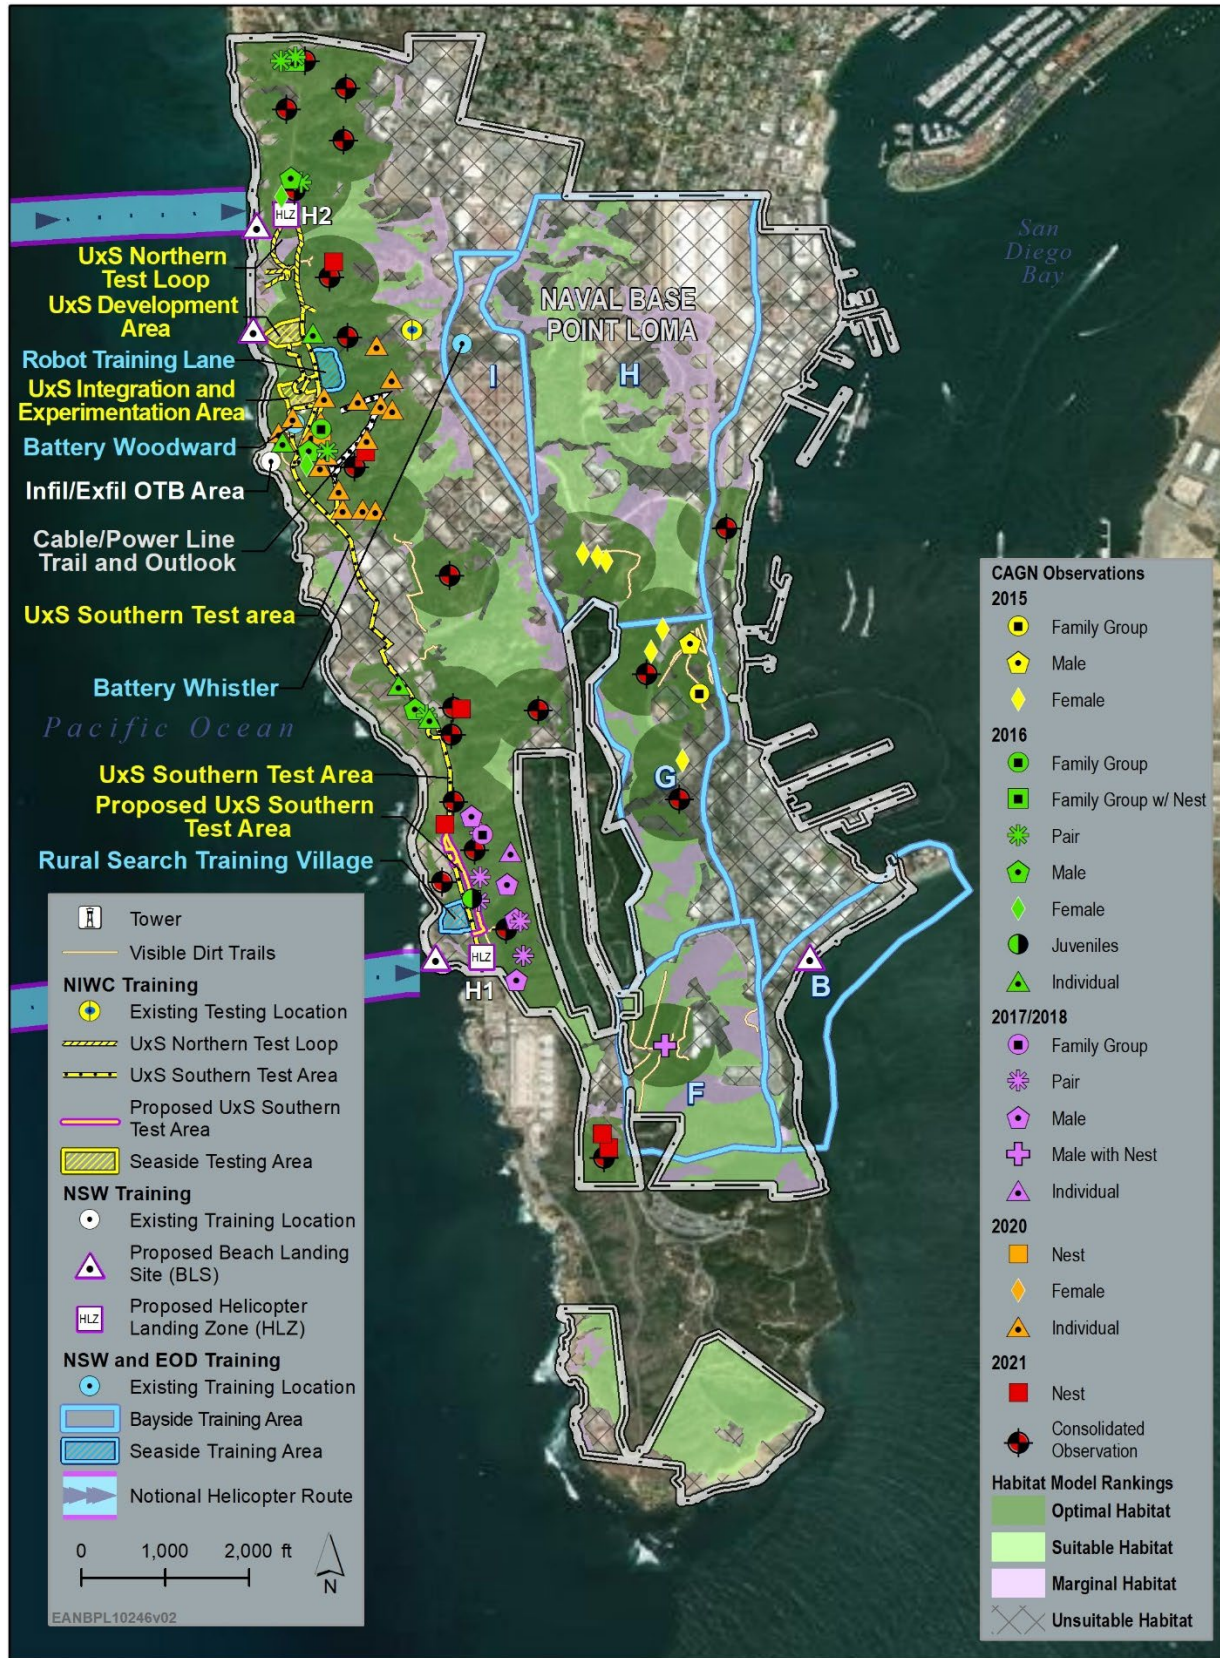 San
Diego
Bay
HLZ
H2
UxS Northern
Test Loop
UxS Development
Area
Robot Training Lane
UxS Integration and
Experimentation Area
Battery Woodward
Infil/Exfil OTB Area
Cable/Power Line
Trail and Outlook
UxS Southern Test area
Battery Whistler
Pacific Ocean
UxS Southern Test Area
Proposed UxS Southern
Test Area
Rural Search Training Village
NAVAL BASE
POINT LOMA
I
H
G
HLZ
H1
B
F
Tower
Visible Dirt Trails
NIWC Training
Existing Testing Location
UxS Northern Test Loop
UxS Southern Test Area
Proposed UxS Southern
Test Area
Seaside Testing Area
NSW Training
Existing Training Location
Proposed Beach Landing
Site (BLS)
HLZ
Proposed Helicopter
Landing Zone (HLZ)
NSW and EOD Training
Existing Training Location
Bayside Training Area
Seaside Training Area
Notional Helicopter Route
0 1,000 2,000 ft
N
EANBPL10246v02
CAGN Observations
2015
Family Group
Male
Female
2016
Family Group
Family Group w/ Nest
Pair
Male
Female
Juveniles
Individual
2017/2018
Family Group
Pair
Male
Male with Nest
Individual
2020
Nest
Female
Individual
2021
Nest
Consolidated
Observation
Habitat Model Rankings
Optimal Habitat
Suitable Habitat
Marginal Habitat
Unsuitable Habitat